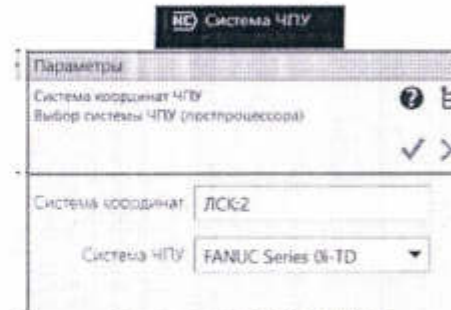 NC Система ЧПУ
Параметры
Система координат ЧПУ
Выбор системы ЧПУ (постпроцессора)
Система координат ЛСК:2
Система ЧПУ FANUC Series 0i-TD